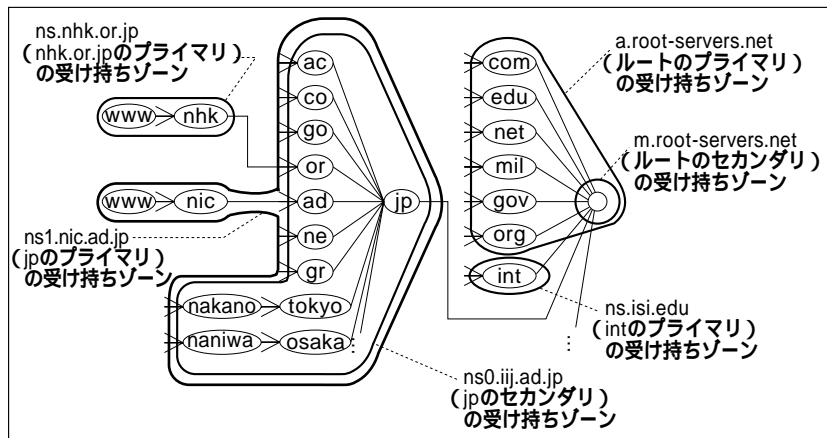 ns.nhk.or.jp
(nhk.or.jpのプライマリ)
の受け持ちゾーン
www
nhk
www
nic
ns1.nic.ad.jp
(jpのプライマリ)
の受け持ちゾーン
ac
co
go
or
ad
ne
gr
nakano
tokyo
naniwa
osaka
⋮
jp
com
edu
net
mil
gov
org
int
⋮
a.root-servers.net
(ルートのプライマリ)
の受け持ちゾーン
m.root-servers.net
(ルートのセカンダリ)
の受け持ちゾーン
ns.isi.edu
(intのプライマリ)
の受け持ちゾーン
ns0.iij.ad.jp
(jpのセカンダリ)
の受け持ちゾーン